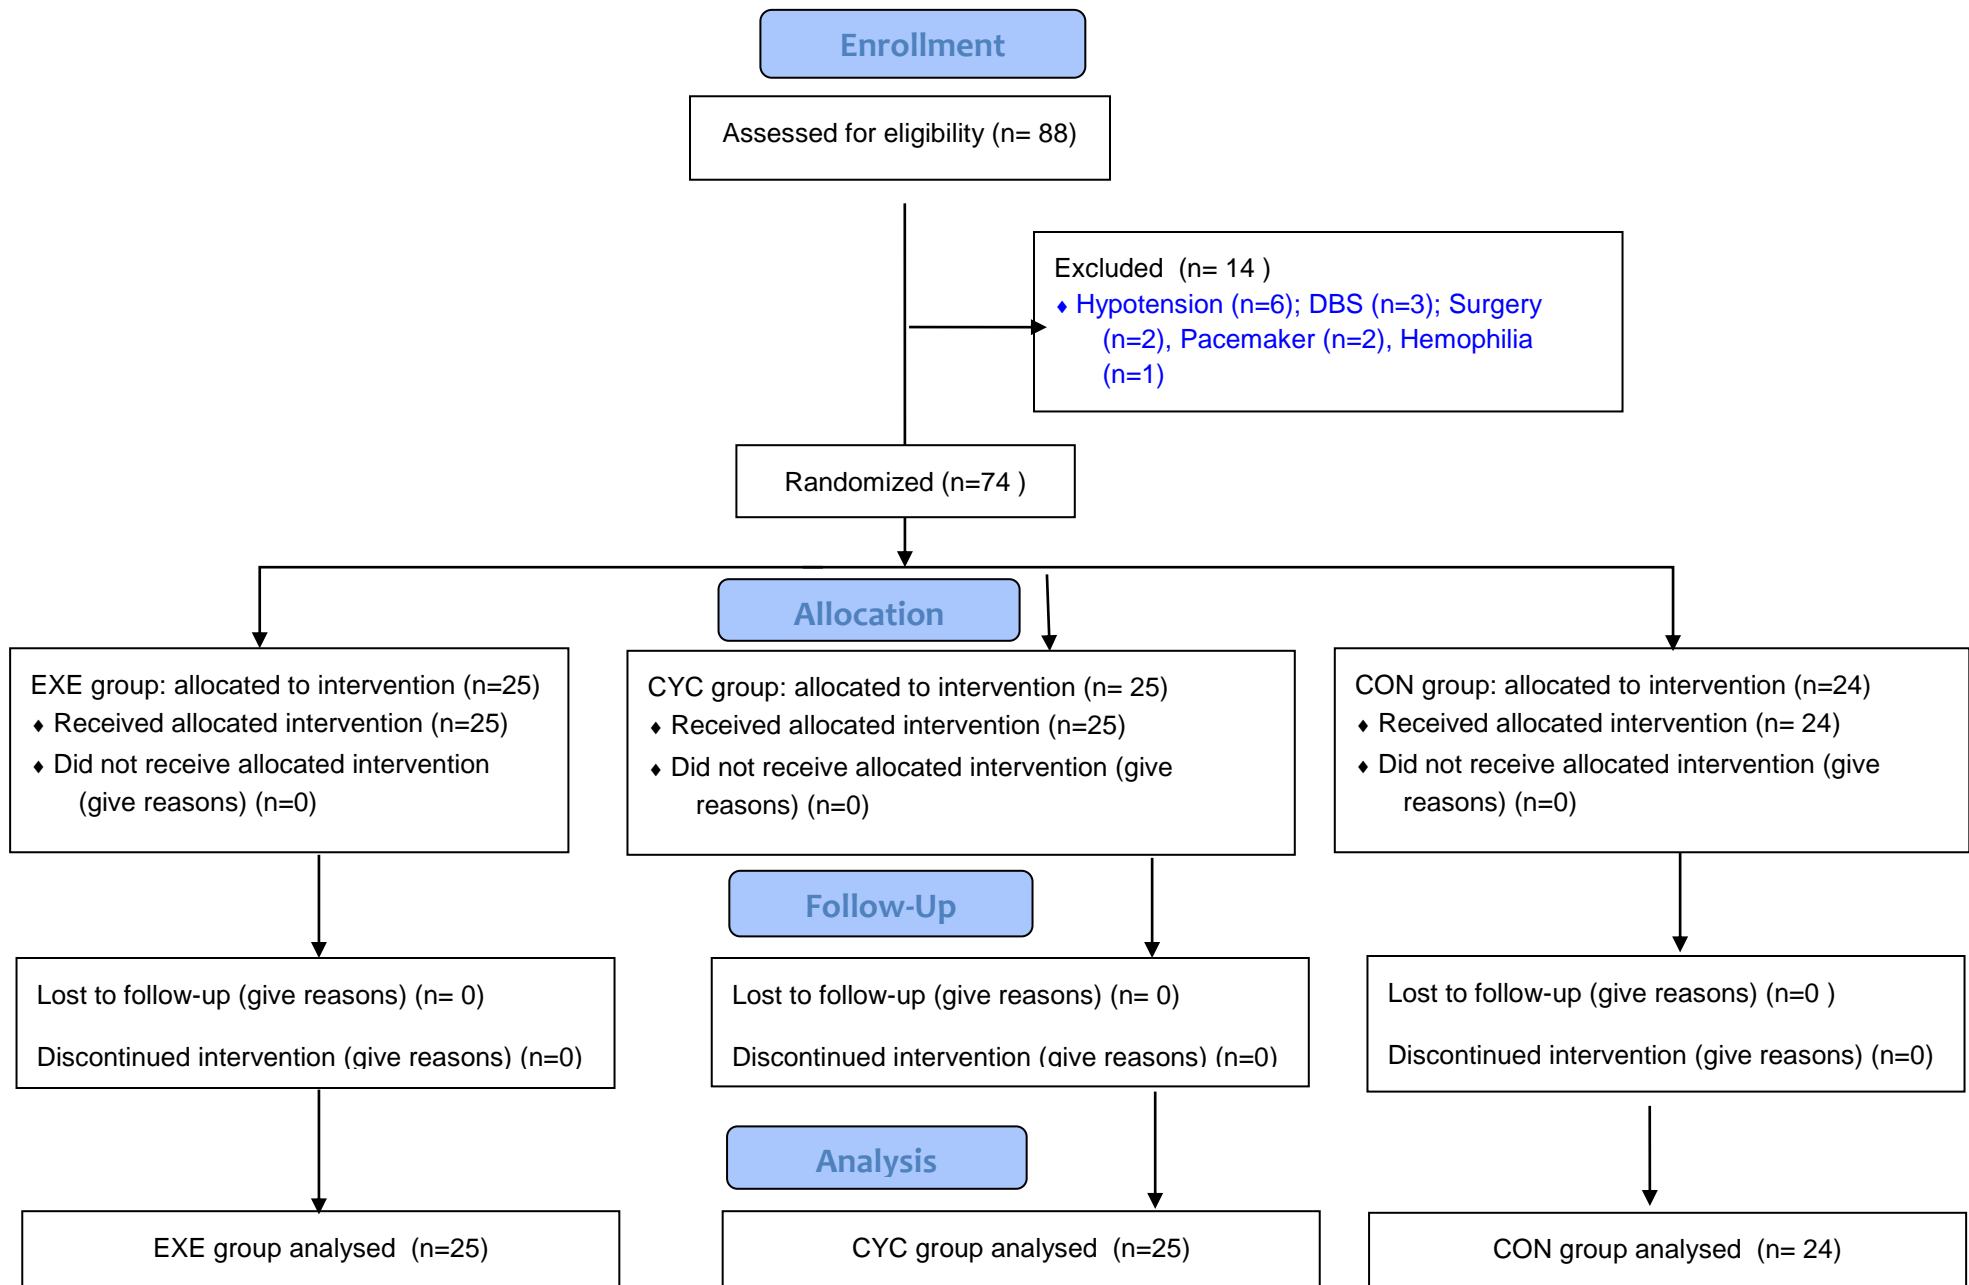 Enrollment
Assessed for eligibility (n= 88)
Excluded  (n= 14 )
♦ Hypotension (n=6); DBS (n=3); Surgery
(n=2), Pacemaker (n=2), Hemophilia
(n=1)
Randomized (n=74 )
Allocation
EXE group: allocated to intervention (n=25)
♦ Received allocated intervention (n=25)
♦ Did not receive allocated intervention
(give reasons) (n=0)
CYC group: allocated to intervention (n= 25)
♦ Received allocated intervention (n=25)
♦ Did not receive allocated intervention (give
reasons) (n=0)
CON group: allocated to intervention (n=24)
♦ Received allocated intervention (n= 24)
♦ Did not receive allocated intervention (give
reasons) (n=0)
Follow-Up
Lost to follow-up (give reasons) (n= 0)
Discontinued intervention (give reasons) (n=0)
Lost to follow-up (give reasons) (n= 0)
Discontinued intervention (give reasons) (n=0)
Lost to follow-up (give reasons) (n=0 )
Discontinued intervention (give reasons) (n=0)
Analysis
EXE group analysed  (n=25)
CYC group analysed  (n=25)
CON group analysed  (n= 24)